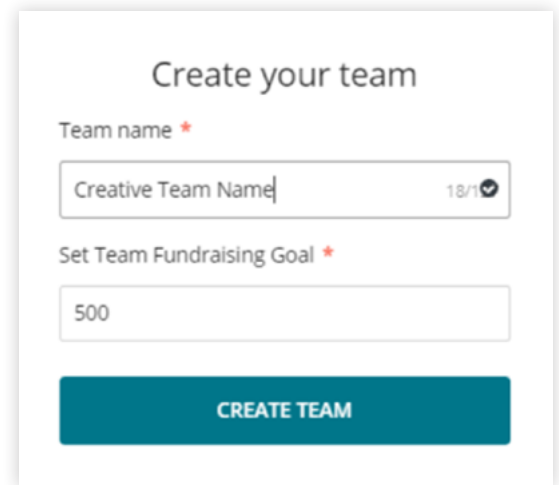 Create your team
Team name *
Creative Team Name
18/1
Set Team Fundraising Goal *
500
CREATE TEAM